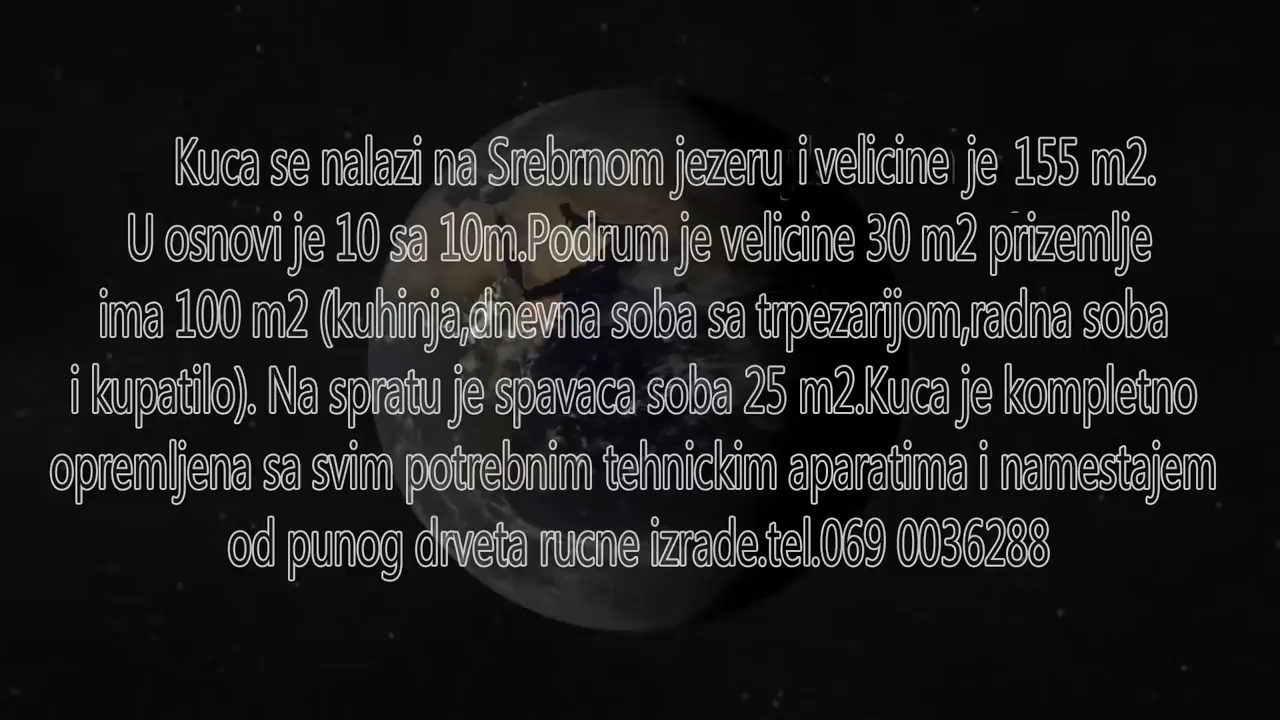 Kuca se nalazi na Srebrnom jezeru i velicine je 155 m2.
U osnovi je 10 sa 10m.Podrum je velicine 30 m2 prizemlje
ima 100 m2 (kuhinja,dnevna soba sa trpezarijom,radna soba
i kupatilo). Na spratu je spavaca soba 25 m2.Kuca je kompletno
opremljena sa svim potrebnim tehnickim aparatima i namestajem
od punog drveta rucne izrade.tel.069 0036288